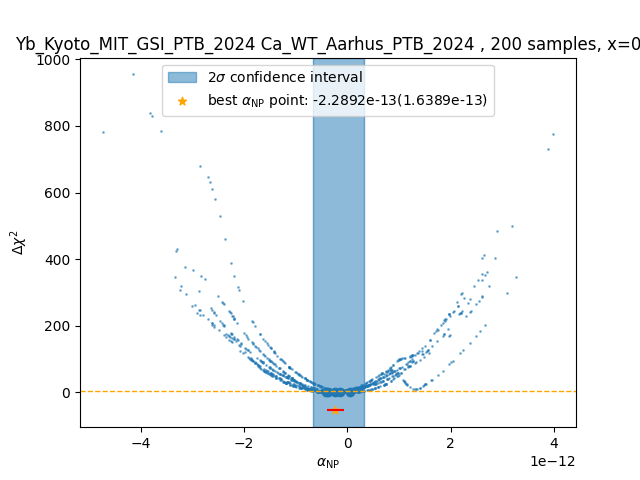 Yb_Kyoto_MIT_GSI_PTB_2024 Ca_WT_Aarhus_PTB_2024 , 200 samples, x=0
1000
800
600
400
200
0
Δχ²
2σ confidence interval
best α_NP point: -2.2892e-13(1.6389e-13)
−4
−2
0
2
4
1e−12
α_NP